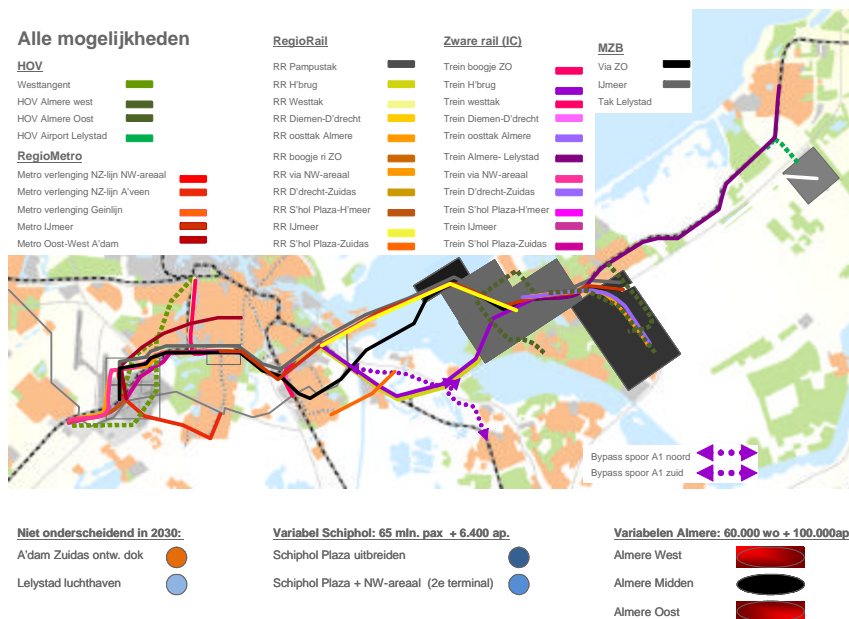 Alle mogelijkheden
HOV
Westtangent
HOV Almere west
HOV Almere Oost
HOV Airport Lelystad
RegioMetro
Metro verlenging NZ-lijn NW-areaal
Metro verlenging NZ-lijn A'veen
Metro verlenging Geinlijn
Metro IJmeer
Metro Oost-West A'dam
RegioRail
RR Pampustak
RR H'brug
RR Westtak
RR Diemen-D'drecht
RR oosttak Almere
RR boogje ri ZO
RR via NW-areaal
RR D'drecht-Zuidas
RR S'hol Plaza-H'meer
RR IJmeer
RR S'hol Plaza-Zuidas
Zware rail (IC)
Trein boogje ZO
Trein H'brug
Trein westtak
Trein Diemen-D'drecht
Trein oosttak Almere
Trein Almere- Lelystad
Trein via NW-areaal
Trein D'drecht-Zuidas
Trein S'hol Plaza-H'meer
Trein IJmeer
Trein S'hol Plaza-Zuidas
MZB
Via ZO
IJmeer
Tak Lelystad
Bypass spoor A1 noord
Bypass spoor A1 zuid
Niet onderscheidend in 2030:
A'dam Zuidas ontw. dok
Lelystad luchthaven
Variabel Schiphol: 65 mln. pax + 6.400 ap.
Schiphol Plaza uitbreiden
Schiphol Plaza + NW-areaal (2e terminal)
Variabelen Almere: 60.000 wo + 100.000ap
Almere West
Almere Midden
Almere Oost